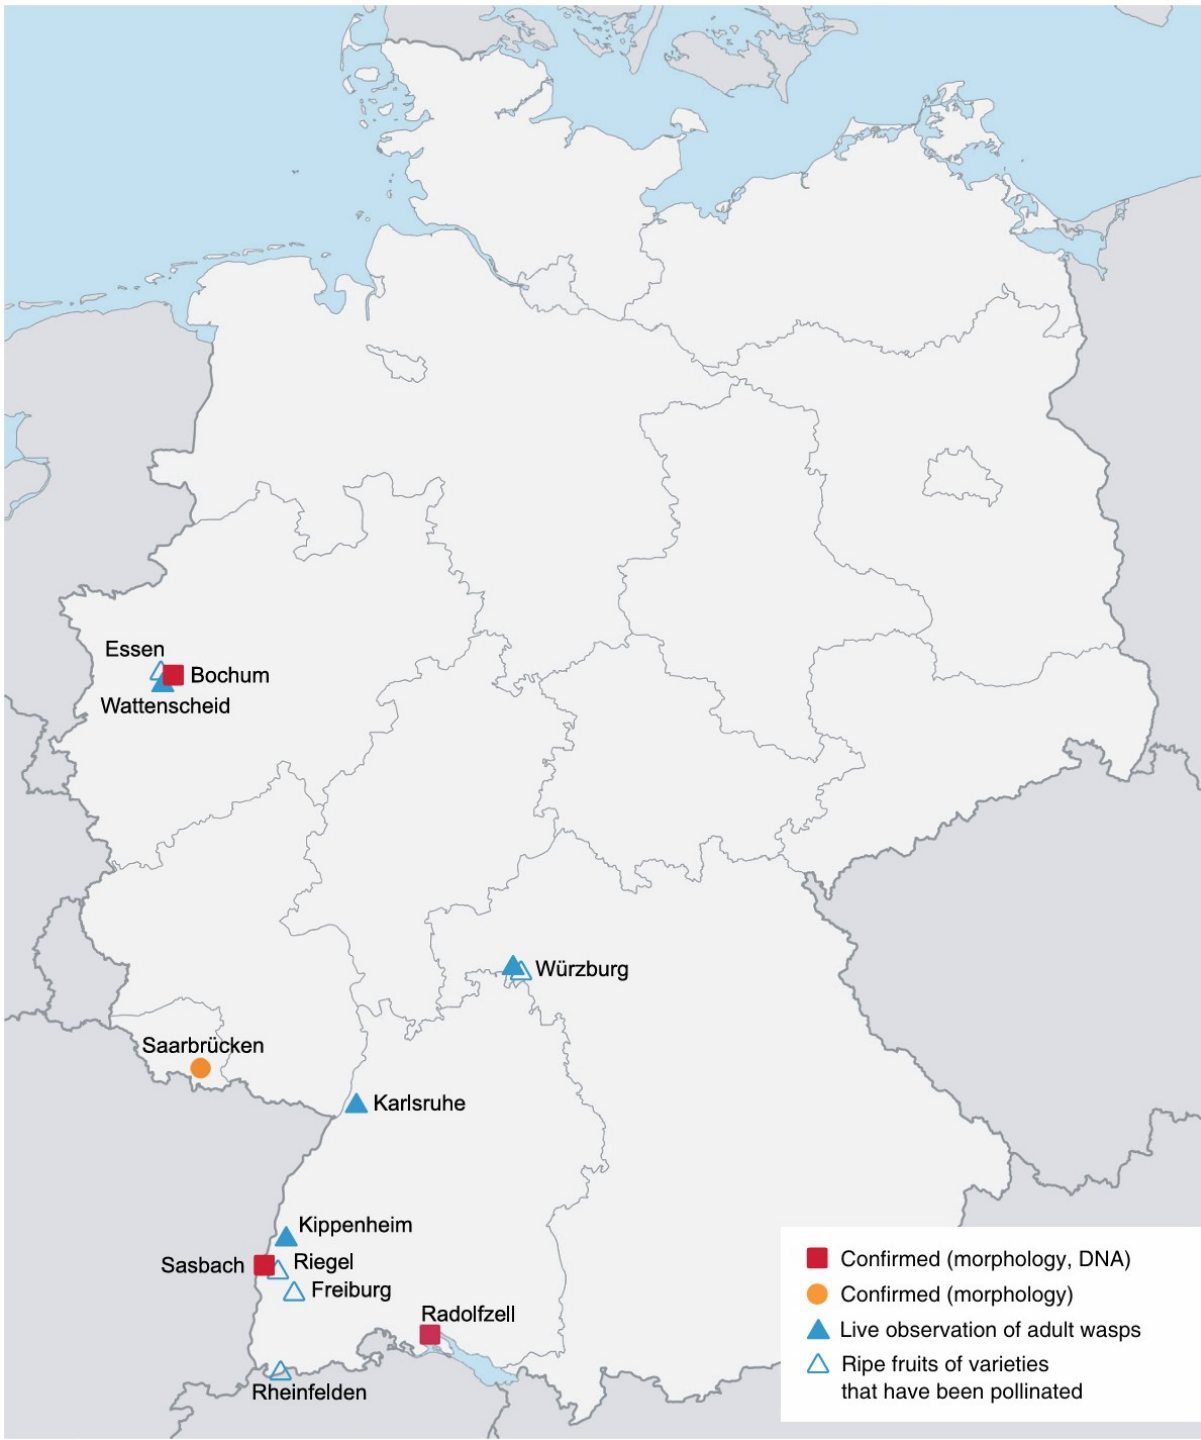 Essen
Bochum
Wattenscheid
Würzburg
Saarbrücken
Karlsruhe
Kippenheim
Sasbach
Riegel
Freiburg
Radolfzell
Rheinfelden
Confirmed (morphology, DNA)
Confirmed (morphology)
Live observation of adult wasps
Ripe fruits of varieties
that have been pollinated